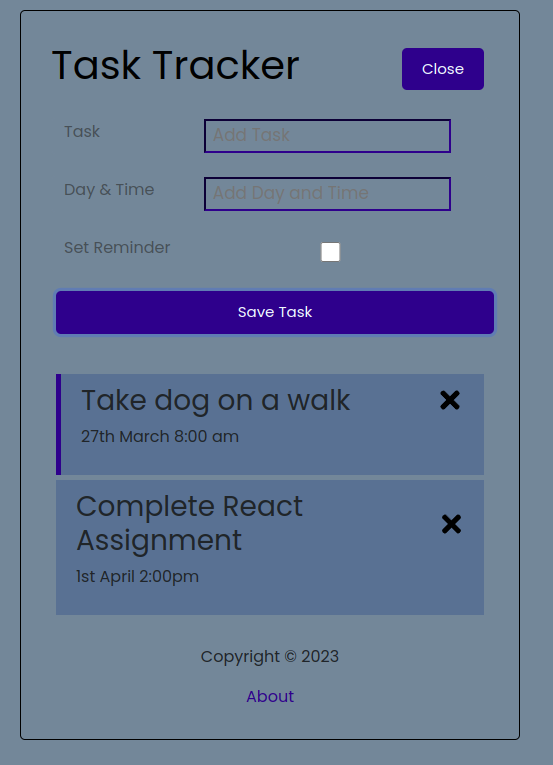 Task Tracker
Close
Task
Add Task
Day & Time
Add Day and Time
Set Reminder
Save Task
Take dog on a walk
27th March 8:00 am
Complete React
Assignment
1st April 2:00pm
Copyright © 2023
About